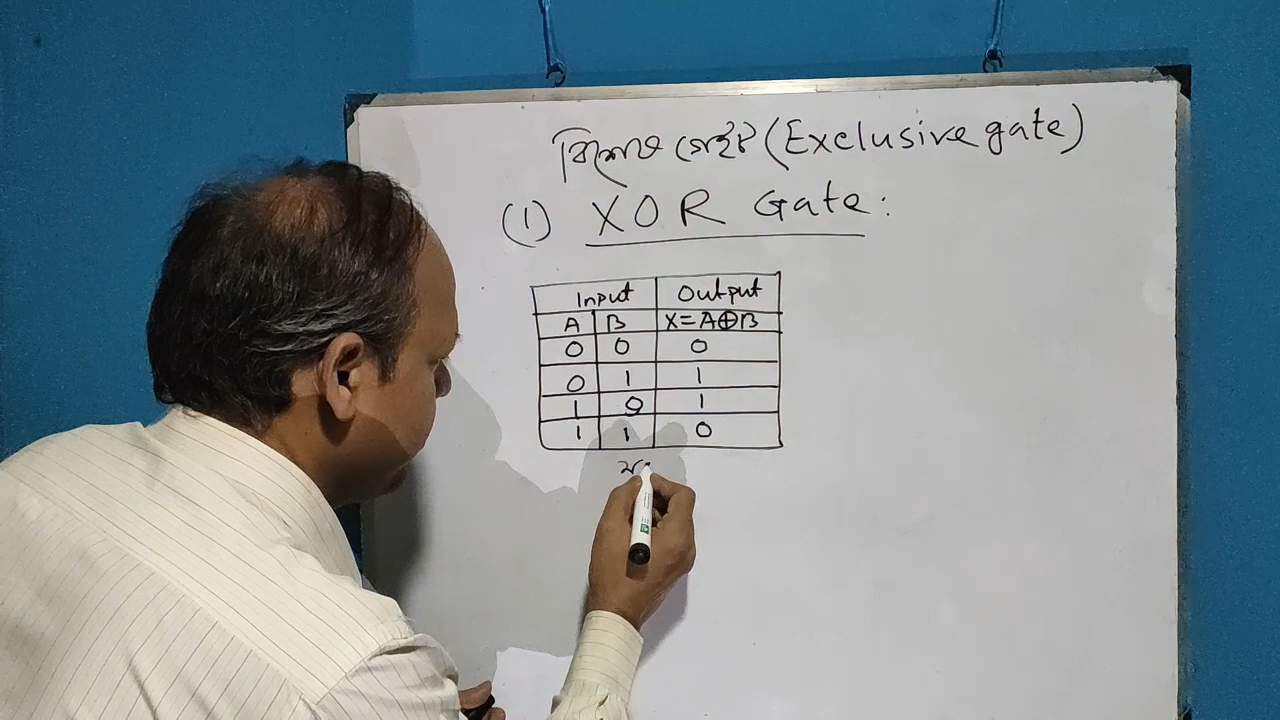 বিশেষ গেইট (Exclusive gate)
(1) XOR Gate:
Input Output
A B X=A⊕B
0 0 0
0 1 1
1 0 1
1 1 0